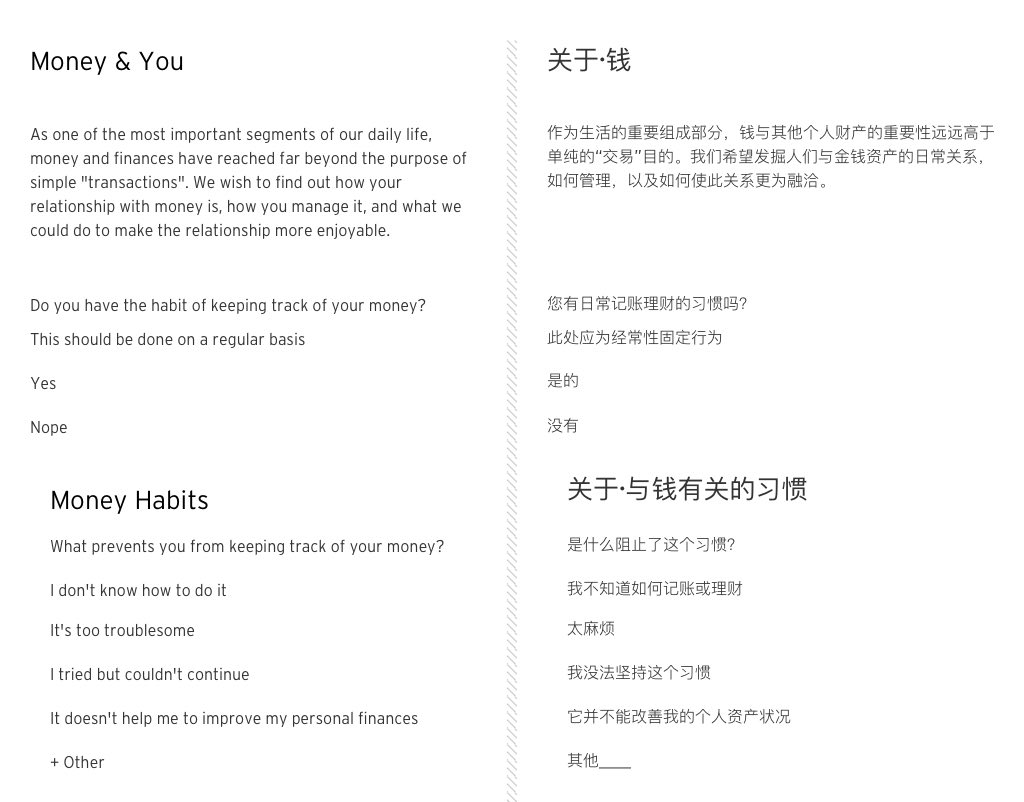 Money & You
As one of the most important segments of our daily life,
money and finances have reached far beyond the purpose of
simple "transactions". We wish to find out how your
relationship with money is, how you manage it, and what we
could do to make the relationship more enjoyable.
Do you have the habit of keeping track of your money?
This should be done on a regular basis
Yes
Nope
Money Habits
What prevents you from keeping track of your money?
I don't know how to do it
It's too troublesome
I tried but couldn't continue
It doesn't help me to improve my personal finances
+ Other
关于·钱
作为生活的重要组成部分，钱与其他个人财产的重要性远远高于
单纯的“交易”目的。我们希望发掘人们与金钱资产的日常关系，
如何管理，以及如何使此关系更为融洽。
您有日常记账理财的习惯吗?
此处应为经常性固定行为
是的
没有
关于·与钱有关的习惯
是什么阻止了这个习惯?
我不知道如何记账或理财
太麻烦
我没法坚持这个习惯
它并不能改善我的个人资产状况
其他____